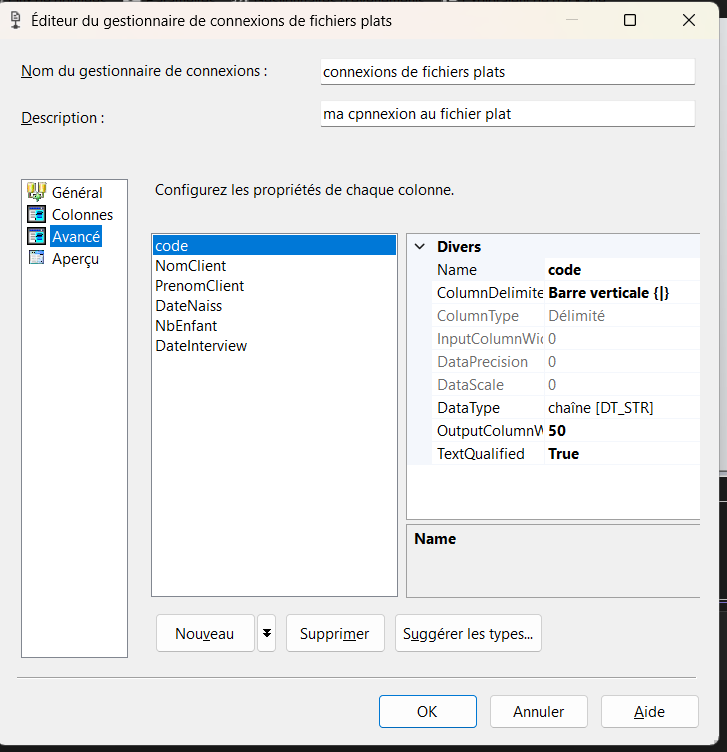 Éditeur du gestionnaire de connexions de fichiers plats
Nom du gestionnaire de connexions :
connexions de fichiers plats
Description :
ma cpnnexion au fichier plat
Général
Colonnes
Avancé
Aperçu
Configurez les propriétés de chaque colonne.
code
NomClient
PrenomClient
DateNaiss
NbEnfant
DateInterview
Divers
Name code
ColumnDelimite Barre verticale {|}
ColumnType Délimité
InputColumnWi 0
DataPrecision 0
DataScale 0
DataType chaîne [DT_STR]
OutputColumnW 50
TextQualified True
Name
Nouveau
Supprimer
Suggérer les types...
OK
Annuler
Aide